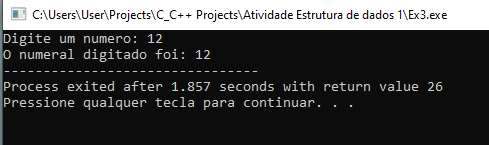 C:\Users\User\Projects\C_C++ Projects\Atividade Estrutura de dados 1\Ex3.exe
Digite um numero: 12
O numeral digitado foi: 12
--------------------------------
Process exited after 1.857 seconds with return value 26
Pressione qualquer tecla para continuar. . .